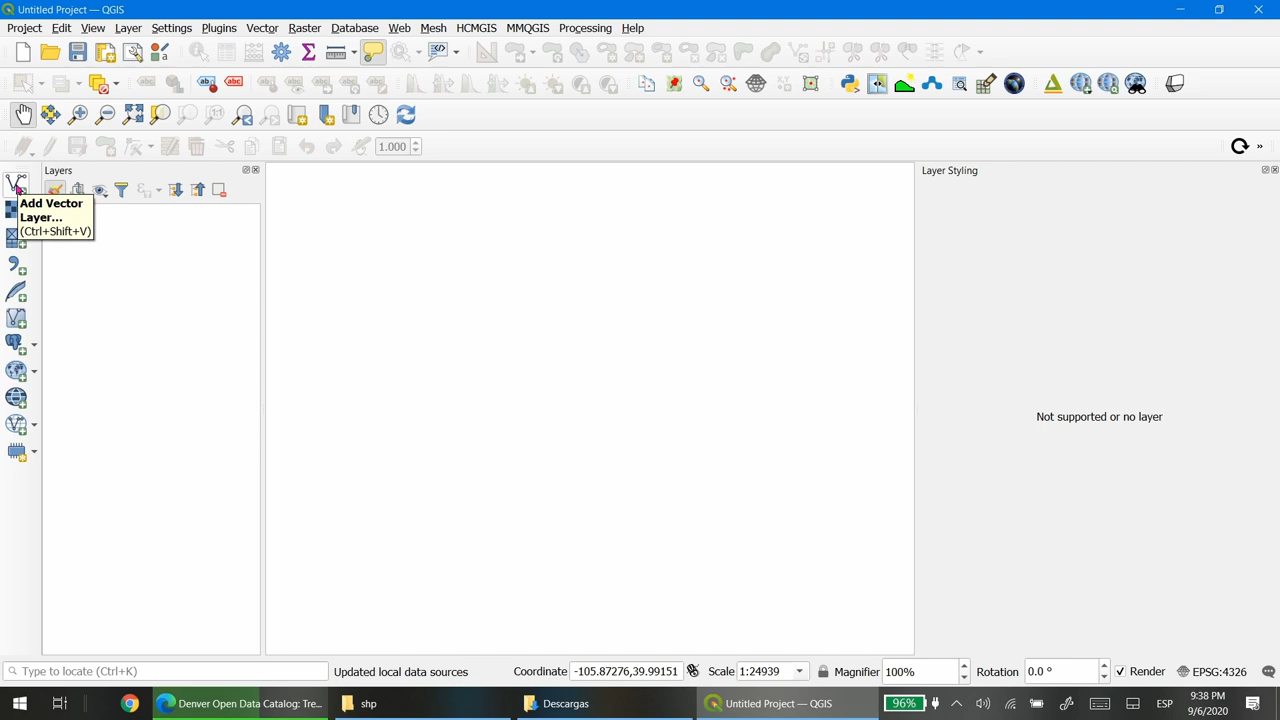 Untitled Project — QGIS
Project Edit View Layer Settings Plugins Vector Raster Database Web Mesh HCMGIS MMQGIS Processing Help
abc abc
1.000
Layers
Layer Styling
Add Vector
Layer...
(Ctrl+Shift+V)
Not supported or no layer
Type to locate (Ctrl+K) Updated local data sources Coordinate -105.87276,39.99151 Scale 1:24939 Magnifier 100% Rotation 0.0 ° Render EPSG:4326
Denver Open Data Catalog: Tre... shp Descargas Untitled Project — QGIS 96% ESP 9:38 PM
9/6/2020